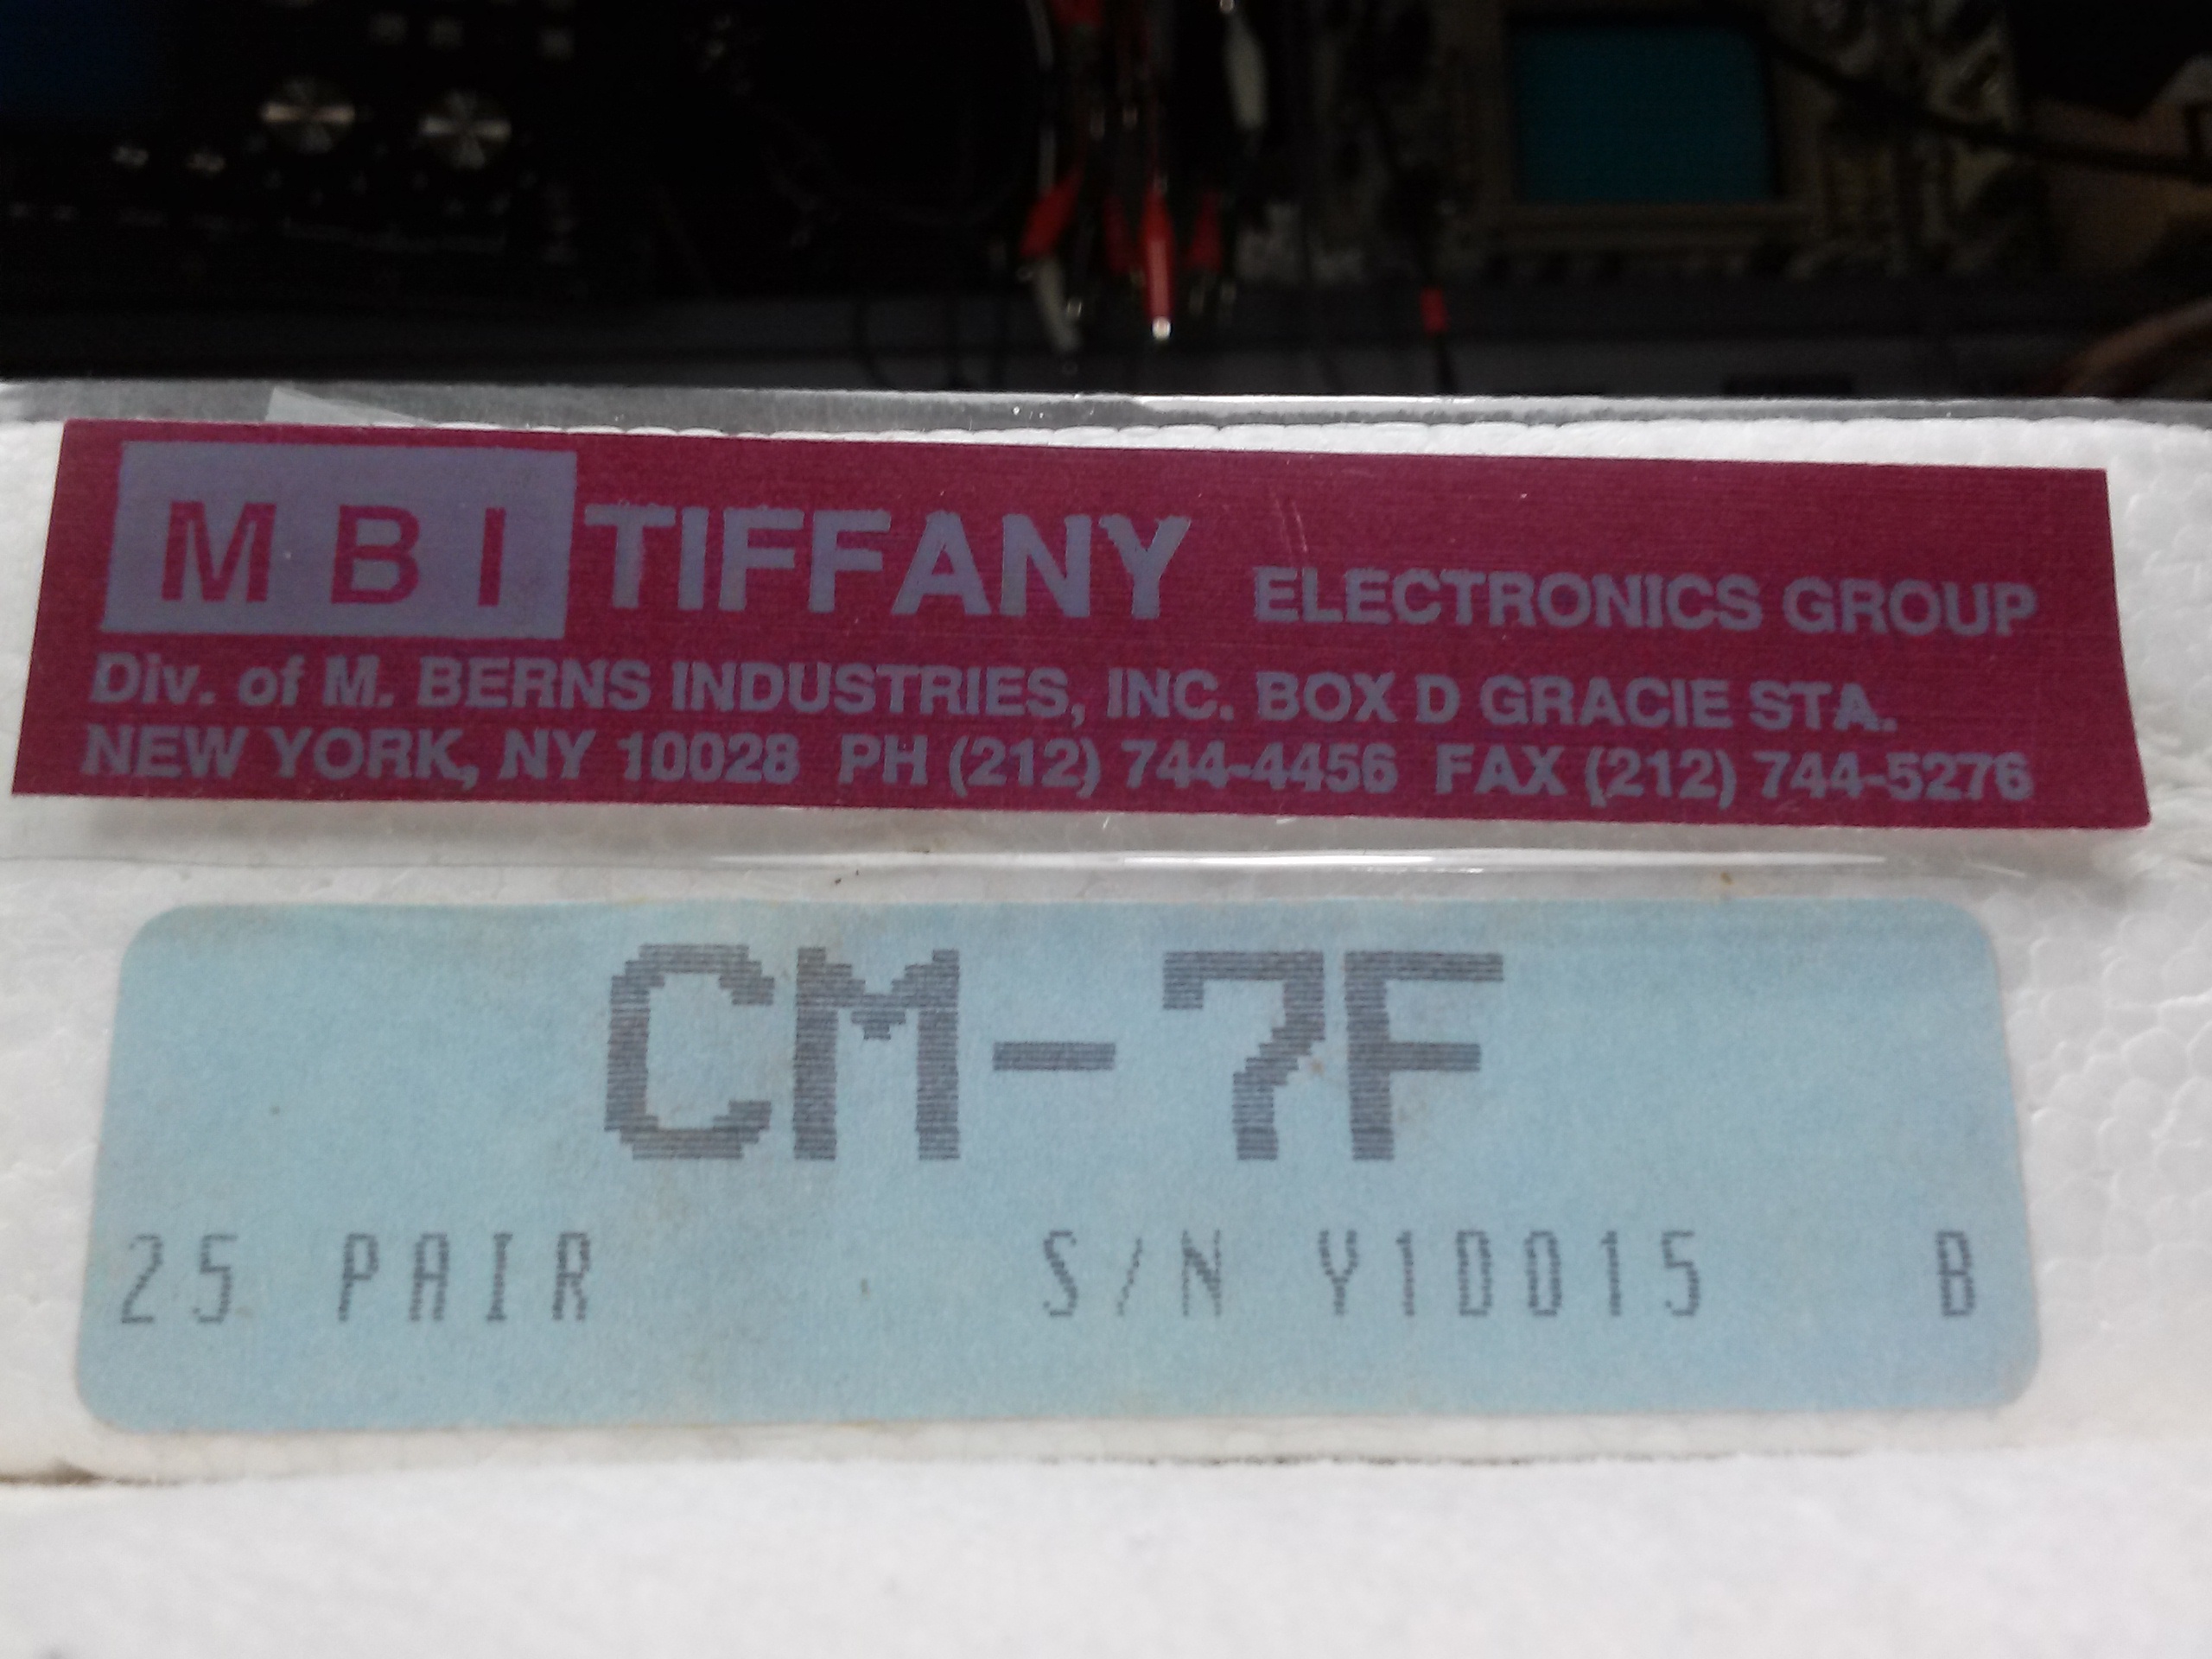 MBI TIFFANY ELECTRONICS GROUP
Div. of M. BERNS INDUSTRIES, INC. BOX D GRACIE STA.
NEW YORK, NY 10028 PH (212) 744-4456 FAX (212) 744-5276
CM-7F
25 PAIR S/N Y1D015 B